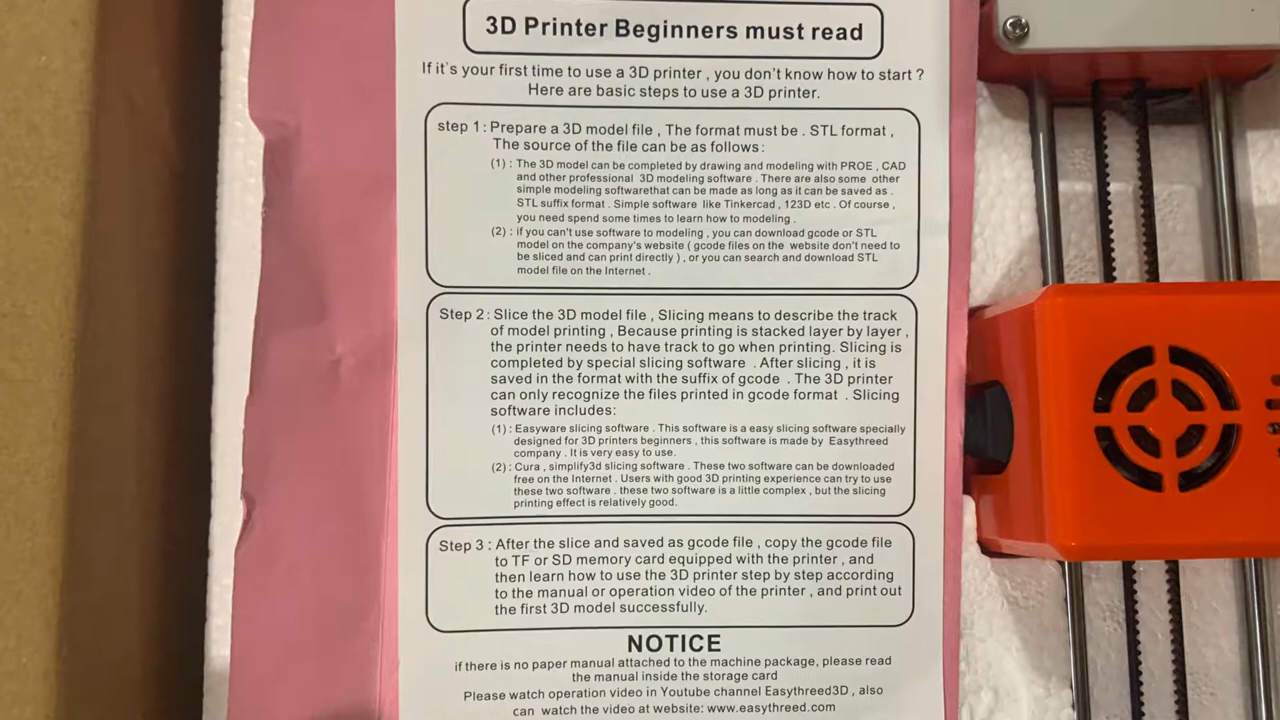 3D Printer Beginners must read
If it's your first time to use a 3D printer , you don't know how to start ?
Here are basic steps to use a 3D printer.
step 1 : Prepare a 3D model file , The format must be . STL format ,
The source of the file can be as follows :
(1) : The 3D model can be completed by drawing and modeling with PROE , CAD
and other professional 3D modeling software . There are also some other
simple modeling softwarethat can be made as long as it can be saved as .
STL suffix format . Simple software like Tinkercad , 123D etc . Of course ,
you need spend some times to learn how to modeling .
(2) : if you can't use software to modeling , you can download gcode or STL
model on the company's website ( gcode files on the website don't need to
be sliced and can print directly ) , or you can search and download STL
model file on the Internet .
Step 2 : Slice the 3D model file , Slicing means to describe the track
of model printing , Because printing is stacked layer by layer ,
the printer needs to have track to go when printing. Slicing is
completed by special slicing software . After slicing , it is
saved in the format with the suffix of gcode . The 3D printer
can only recognize the files printed in gcode format . Slicing
software includes:
(1) : Easyware slicing software . This software is a easy slicing software specially
designed for 3D printers beginners , this software is made by Easythreed
company . It is very easy to use.
(2) : Cura , simplify3d slicing software . These two software can be downloaded
free on the Internet . Users with good 3D printing experience can try to use
these two software . these two software is a little complex , but the slicing
printing effect is relatively good.
Step 3 : After the slice and saved as gcode file , copy the gcode file
to TF or SD memory card equipped with the printer , and
then learn how to use the 3D printer step by step according
to the manual or operation video of the printer , and print out
the first 3D model successfully.
NOTICE
if there is no paper manual attached to the machine package, please read
the manual inside the storage card
Please watch operation video in Youtube channel Easythreed3D , also
can watch the video at website: www.easythreed.com